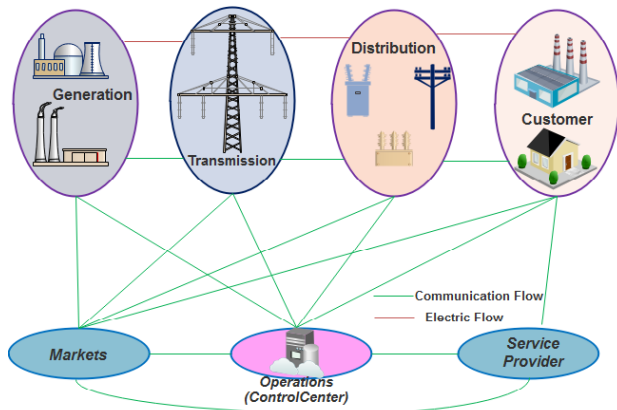 Generation
Transmission
Distribution
Customer
Communication Flow
Electric Flow
Markets
Operations
(ControlCenter)
Service
Provider